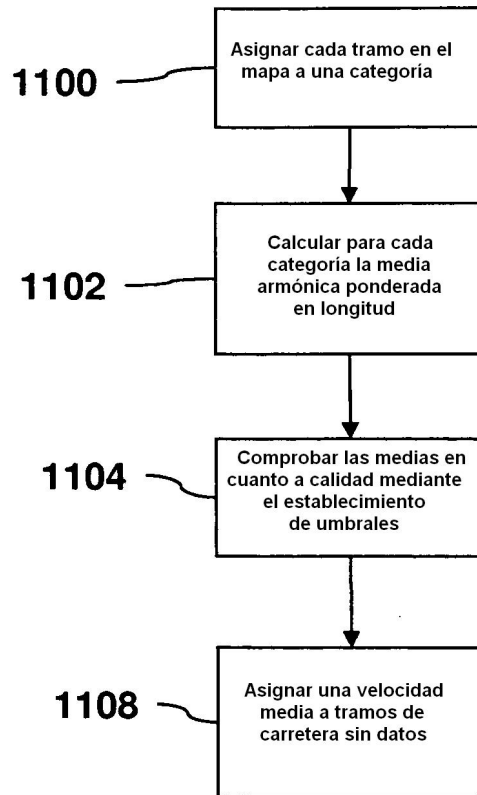 1100
Asignar cada tramo en el
mapa a una categoría
1102
Calcular para cada
categoría la media
armónica ponderada
en longitud
1104
Comprobar las medias en
cuanto a calidad mediante
el establecimiento
de umbrales
1108
Asignar una velocidad
media a tramos de
carretera sin datos